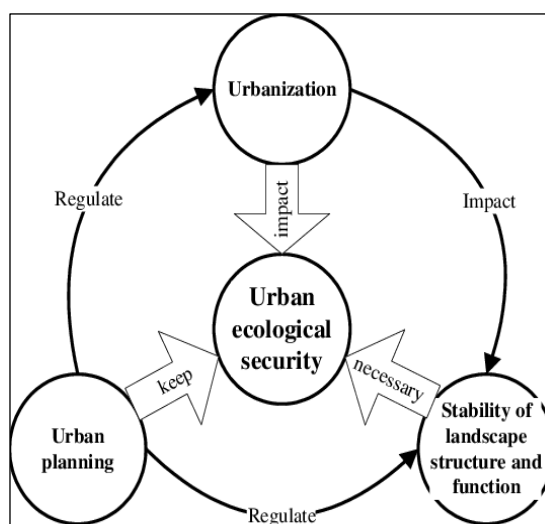 Urbanization
Regulate
impact
Impact
Urban
ecological
security
keep
necessary
Urban
planning
Stability of
landscape
structure and
function
Regulate